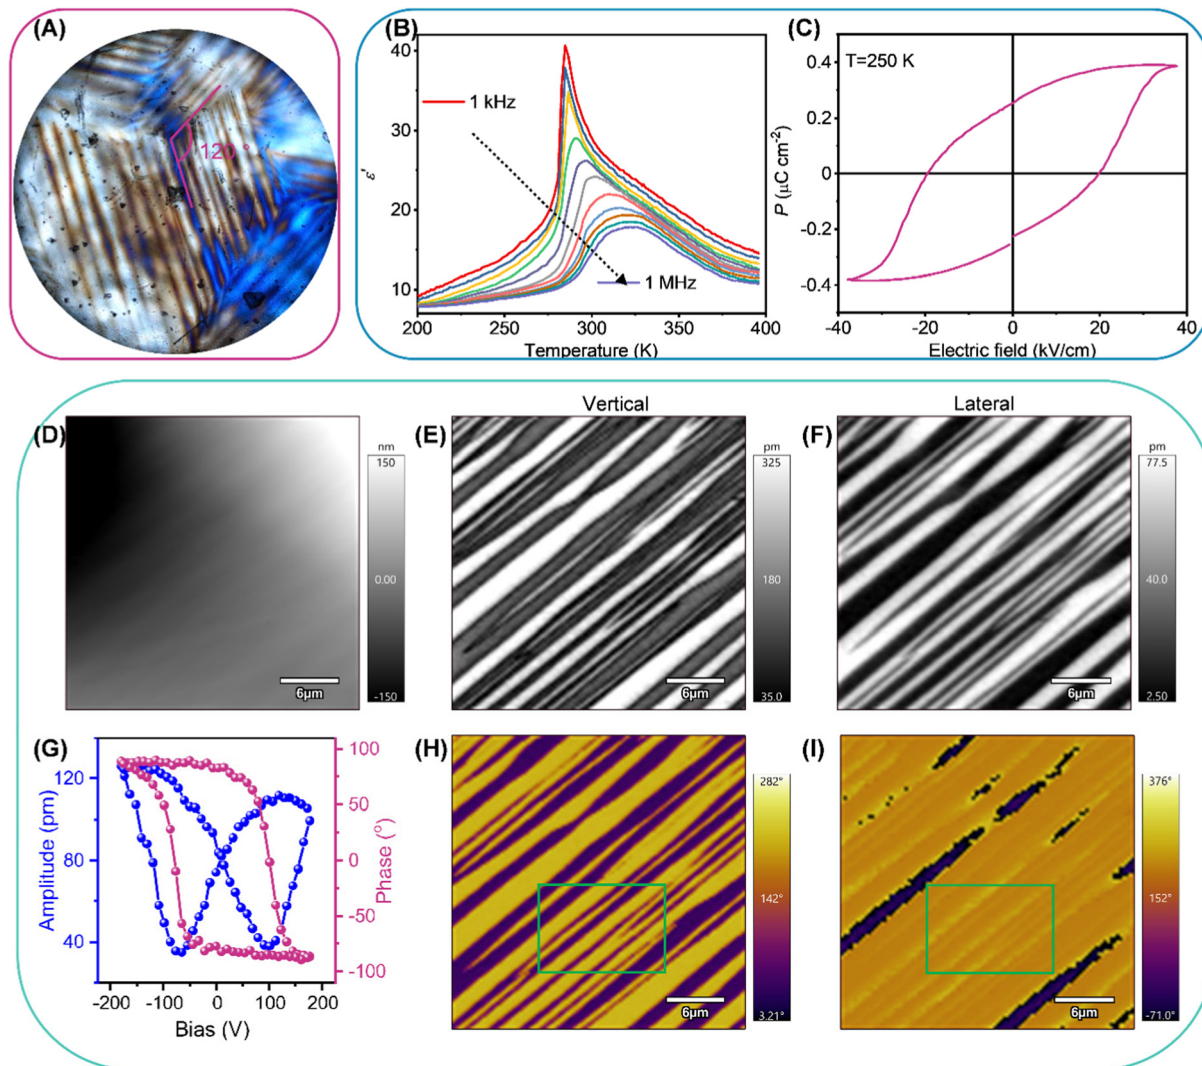 (A)
120 °
(B)
40
30
20
10
ε'
1 kHz
1 MHz
200 250 300 350 400
Temperature (K)
(C)
T=250 K
0.4
0.2
0
-0.2
-0.4
P (μC cm-2)
-40 -20 0 20 40
Electric field (kV/cm)
Vertical
Lateral
(D)
nm
150
0.00
-150
6μm
(E)
pm
325
180
35.0
6μm
(F)
pm
77.5
40.0
2.50
6μm
(G)
120
80
40
Amplitude (pm)
100
50
0
-50
-100
Phase (°)
-200 -100 0 100 200
Bias (V)
(H)
282°
142°
3.21°
6μm
(I)
376°
152°
-71.0°
6μm